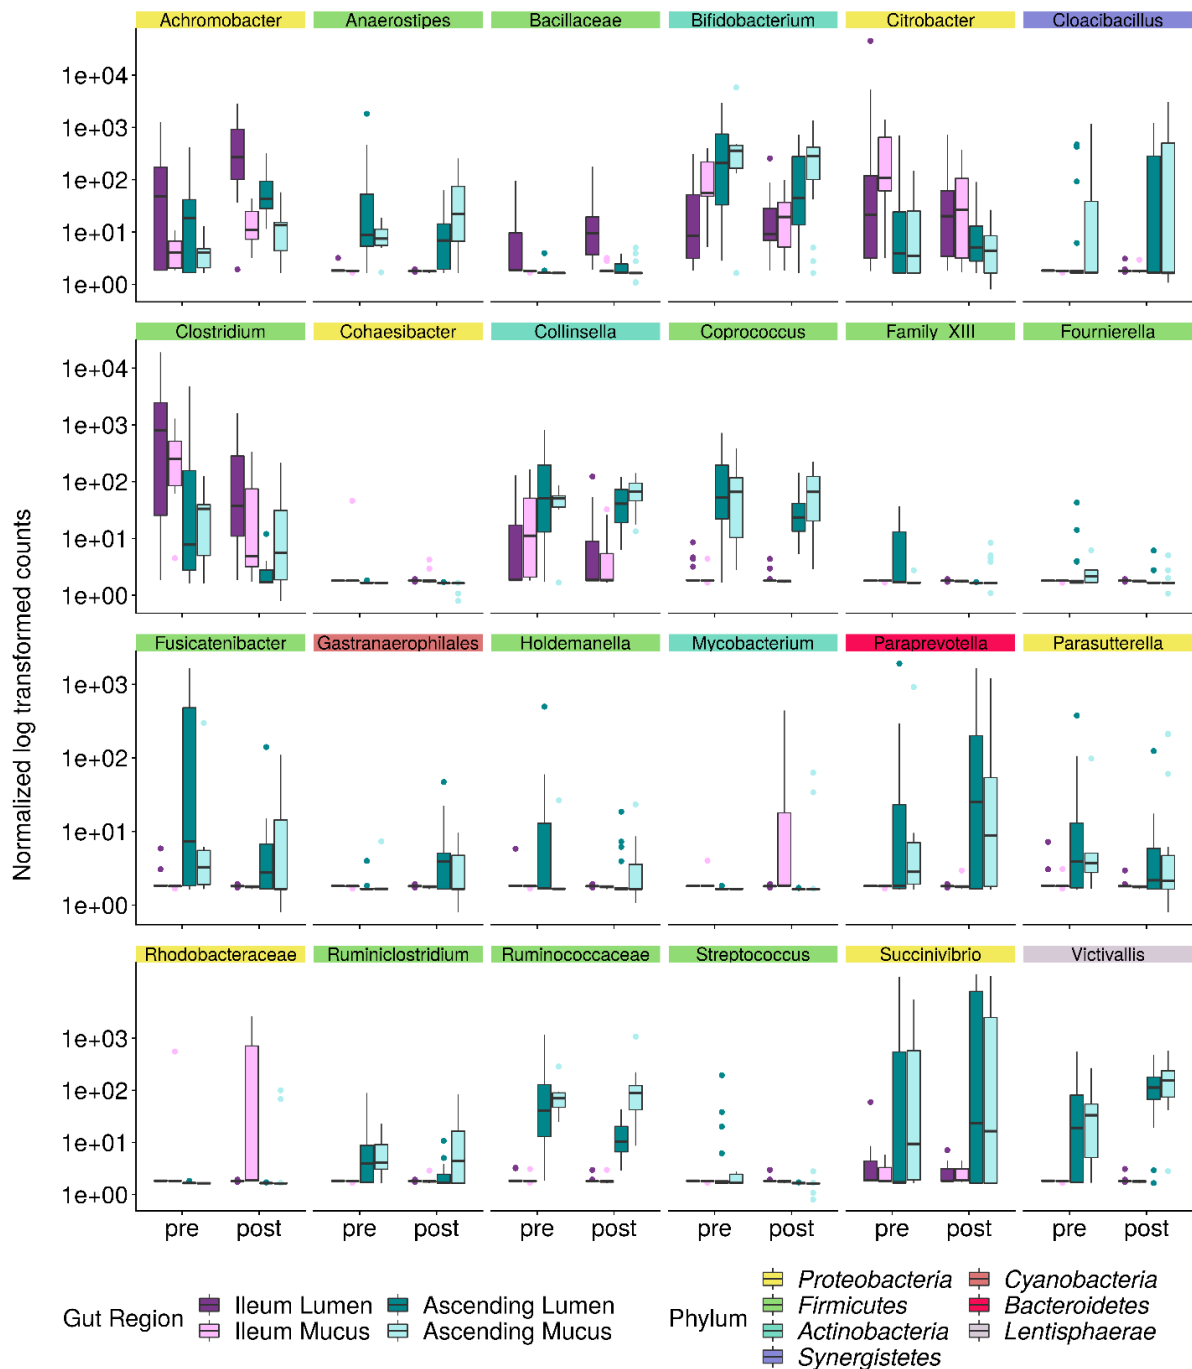 Achromobacter Anaerostipes Bacillaceae Bifidobacterium Citrobacter Cloacibacillus
1e+04
1e+03
1e+02
1e+01
1e+00
Clostridium Cohaesibacter Collinsella Coprococcus Family XIII Fournierella
1e+04
1e+03
1e+02
1e+01
1e+00
Normalized log transformed counts
Fusicatenibacter Gastranaerophilales Holdemanella Mycobacterium Paraprevotella Parasutterella
1e+03
1e+02
1e+01
1e+00
Rhodobacteraceae Ruminiclostridium Ruminococcaceae Streptococcus Succinivibrio Victivallis
1e+03
1e+02
1e+01
1e+00
pre post pre post pre post pre post pre post pre post
Gut Region Ileum Lumen Ascending Lumen
Ileum Mucus Ascending Mucus
Phylum Proteobacteria Cyanobacteria
Firmicutes Bacteroidetes
Actinobacteria Lentisphaerae
Synergistetes